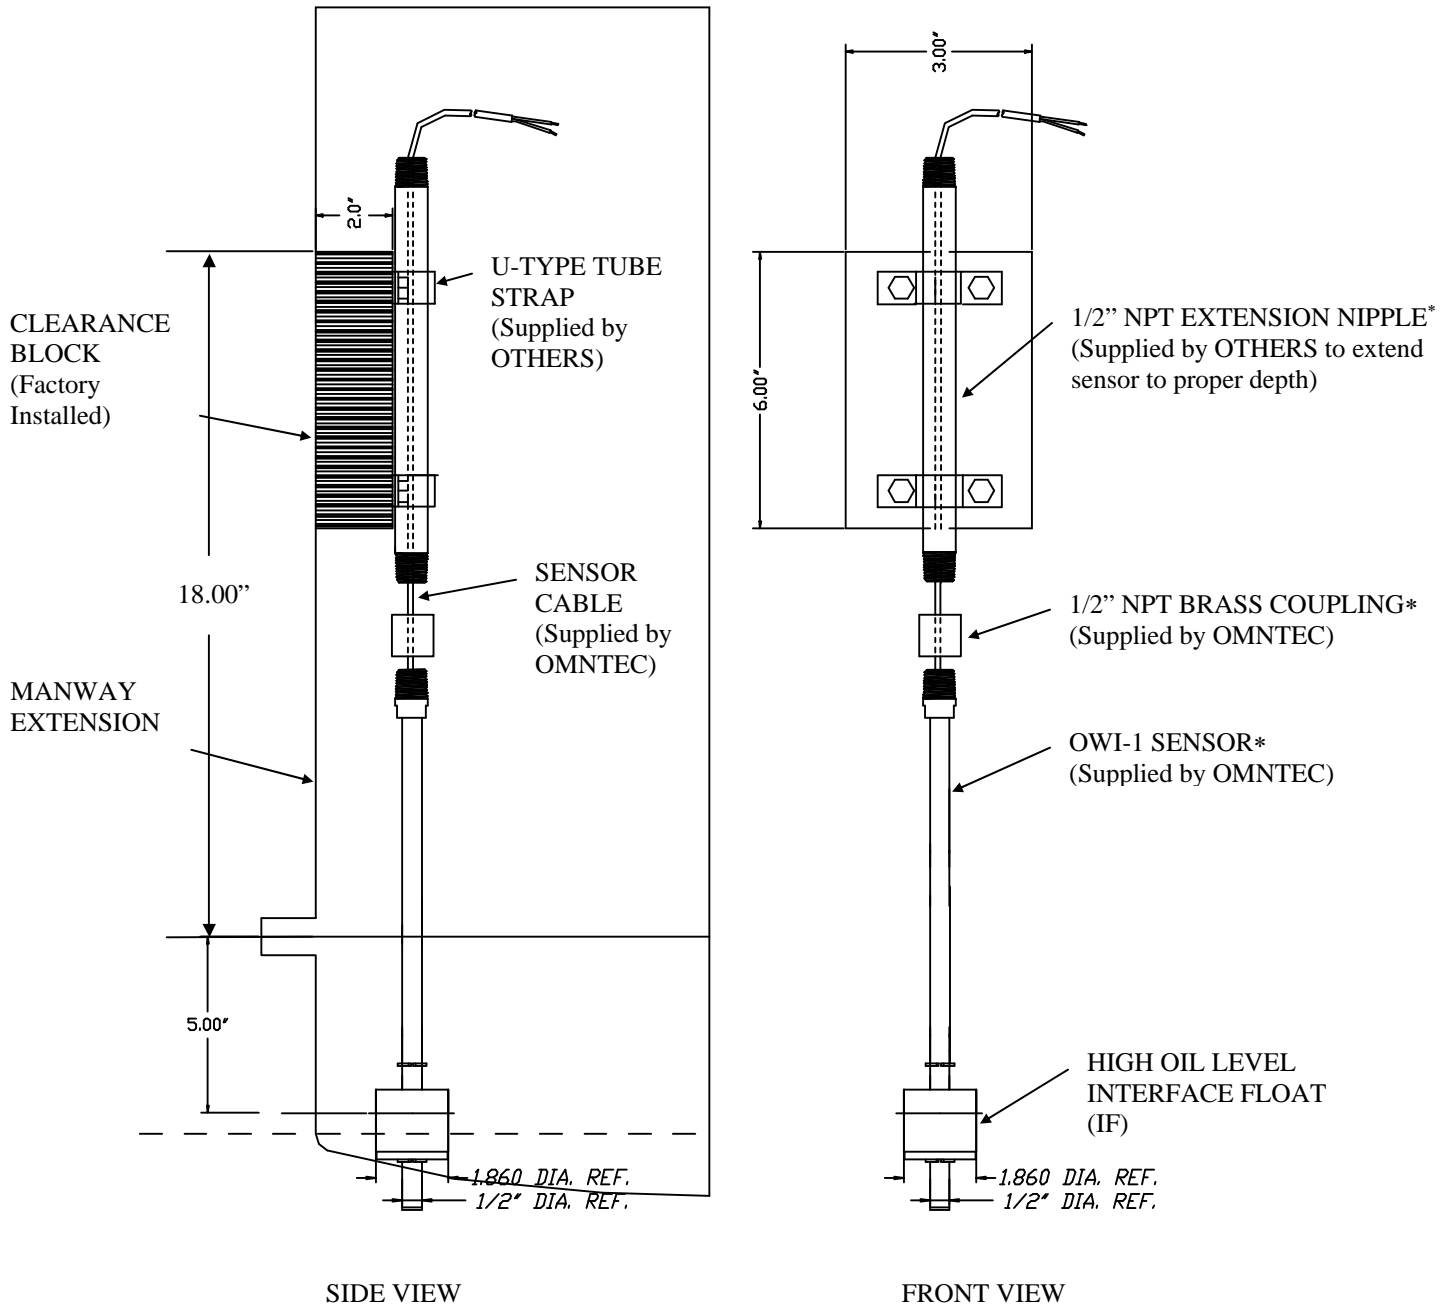 3.00"
2.0"
U-TYPE TUBE
STRAP
(Supplied by
OTHERS)
CLEARANCE
BLOCK
(Factory
Installed)
6.00"
1/2” NPT EXTENSION NIPPLE*
(Supplied by OTHERS to extend
sensor to proper depth)
18.00”
SENSOR
CABLE
(Supplied by
OMNTEC)
1/2” NPT BRASS COUPLING*
(Supplied by OMNTEC)
MANWAY
EXTENSION
OWI-1 SENSOR*
(Supplied by OMNTEC)
5.00"
HIGH OIL LEVEL
INTERFACE FLOAT
(IF)
1.860 DIA. REF.
1/2" DIA. REF.
1.860 DIA. REF.
1/2" DIA. REF.
SIDE VIEW
FRONT VIEW